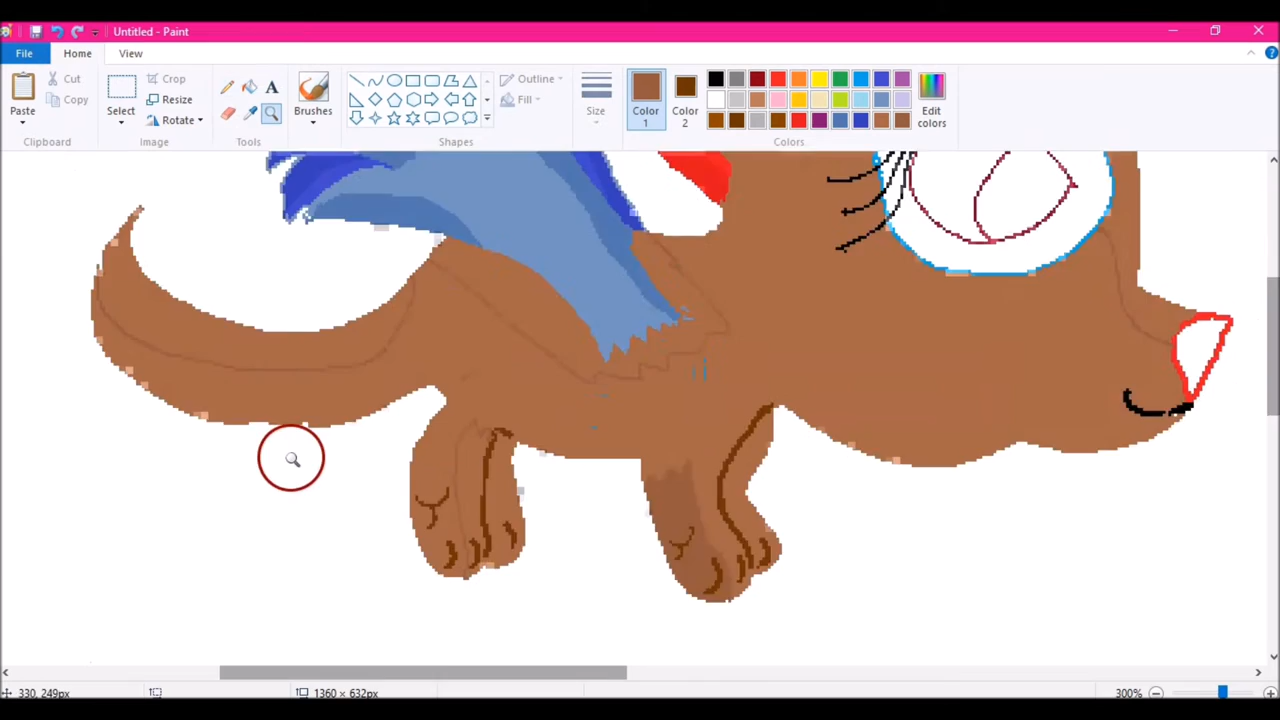 Untitled - Paint
File Home View
Paste Cut Copy Clipboard
Select Crop Resize Rotate Image
A Tools
Brushes
Outline Fill Shapes
Size
Color 1 Color 2 Edit colors Colors
330, 249px 1360 × 632px 300%